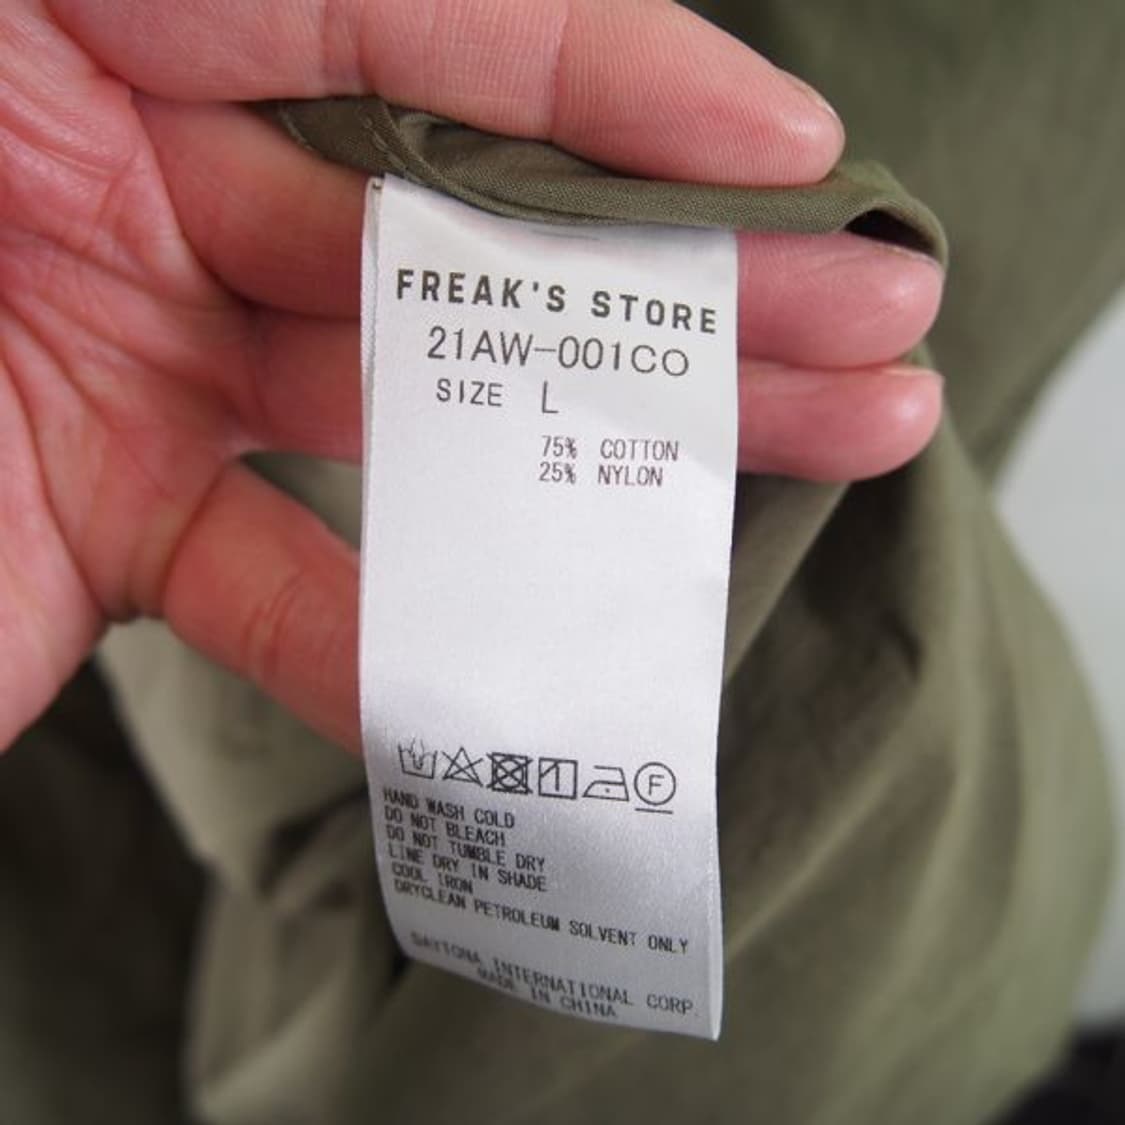 FREAK'S STORE
21AW-001CO
SIZE L
75% COTTON
25% NYLON
F
HAND WASH COLD
DO NOT BLEACH
DO NOT TUMBLE DRY
LINE DRY IN SHADE
COOL IRON
DRYCLEAN PETROLEUM SOLVENT ONLY
DAYTONA INTERNATIONAL CORP.
MADE IN CHINA